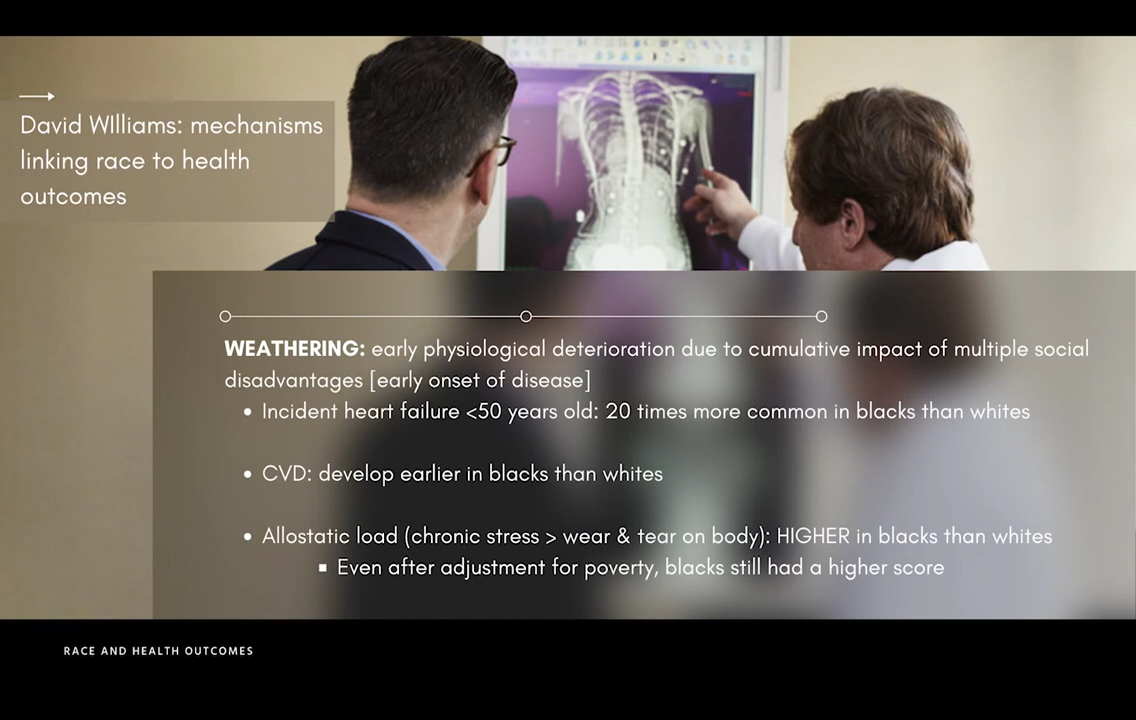 David WIlliams: mechanisms
linking race to health
outcomes
WEATHERING: early physiological deterioration due to cumulative impact of multiple social
disadvantages [early onset of disease]
• Incident heart failure <50 years old: 20 times more common in blacks than whites
• CVD: develop earlier in blacks than whites
• Allostatic load (chronic stress > wear & tear on body): HIGHER in blacks than whites
▪ Even after adjustment for poverty, blacks still had a higher score
RACE AND HEALTH OUTCOMES